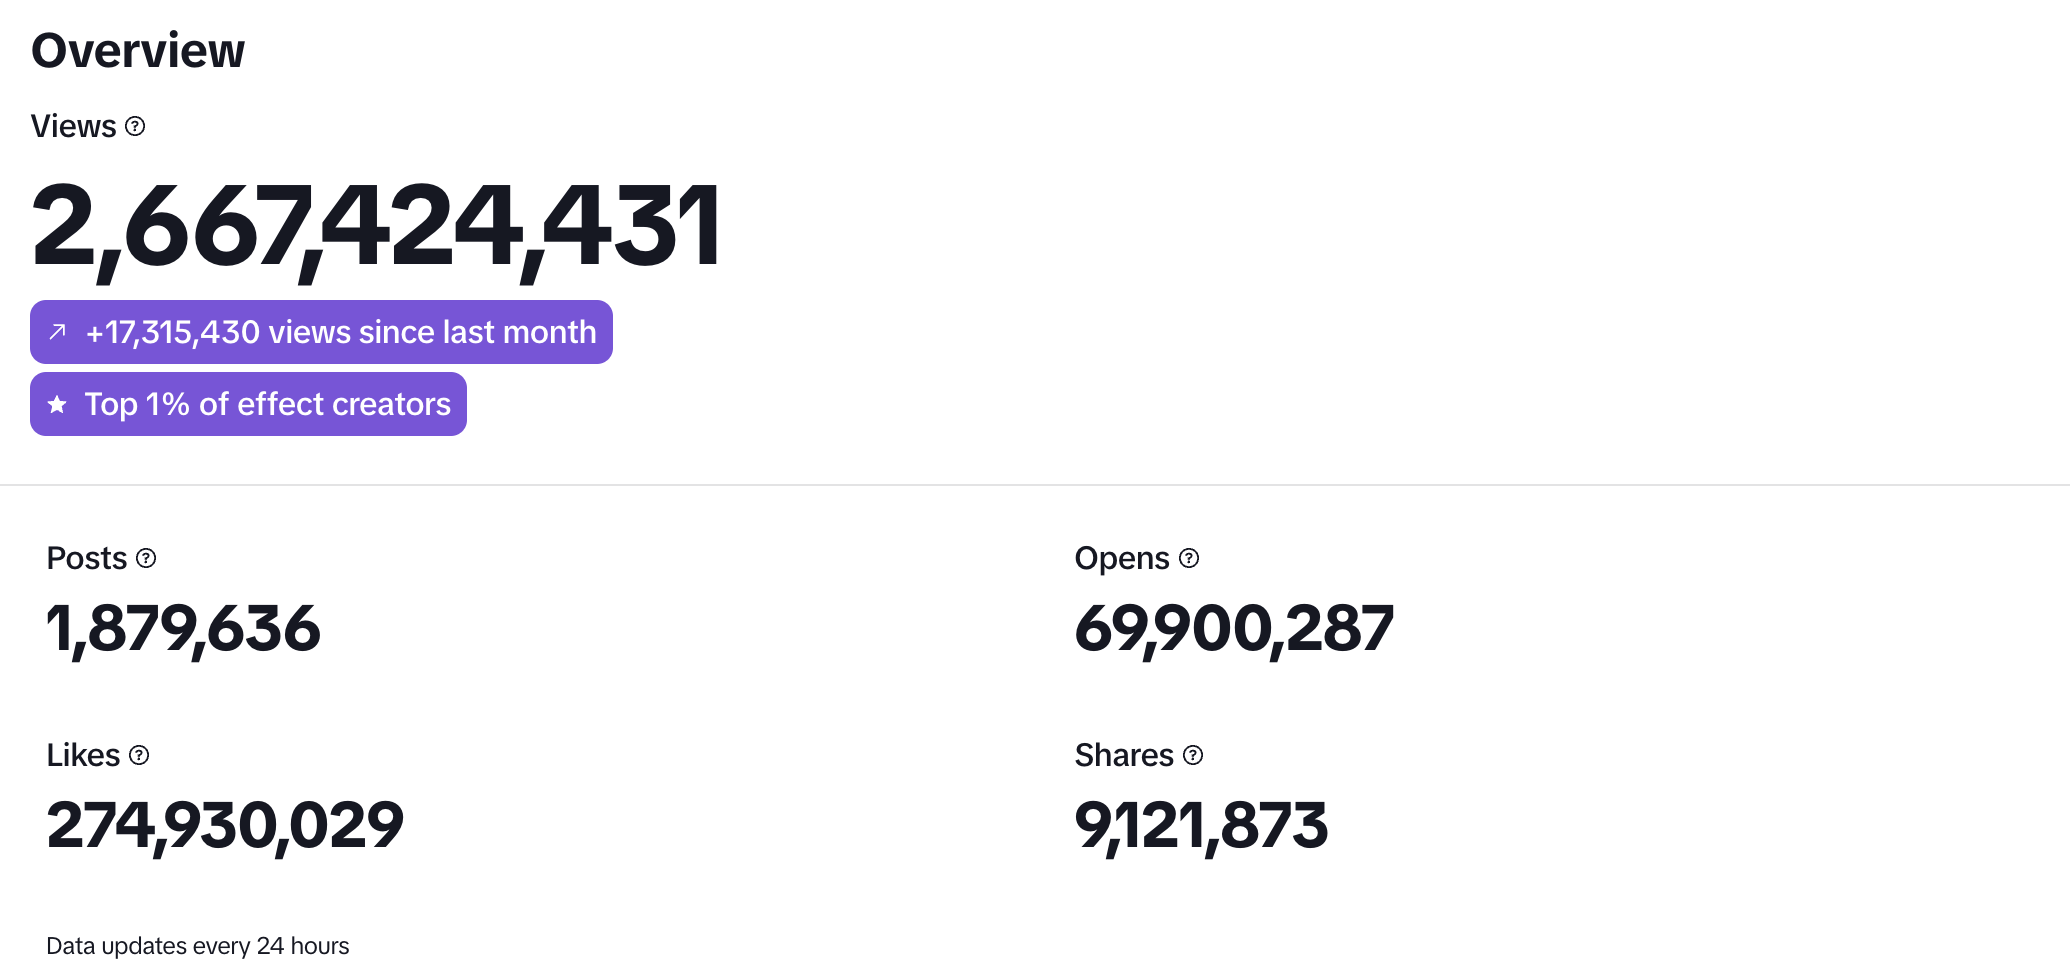 Overview
Views
2,667,424,431
+17,315,430 views since last month
Top 1% of effect creators
Posts
1,879,636
Opens
69,900,287
Likes
274,930,029
Shares
9,121,873
Data updates every 24 hours